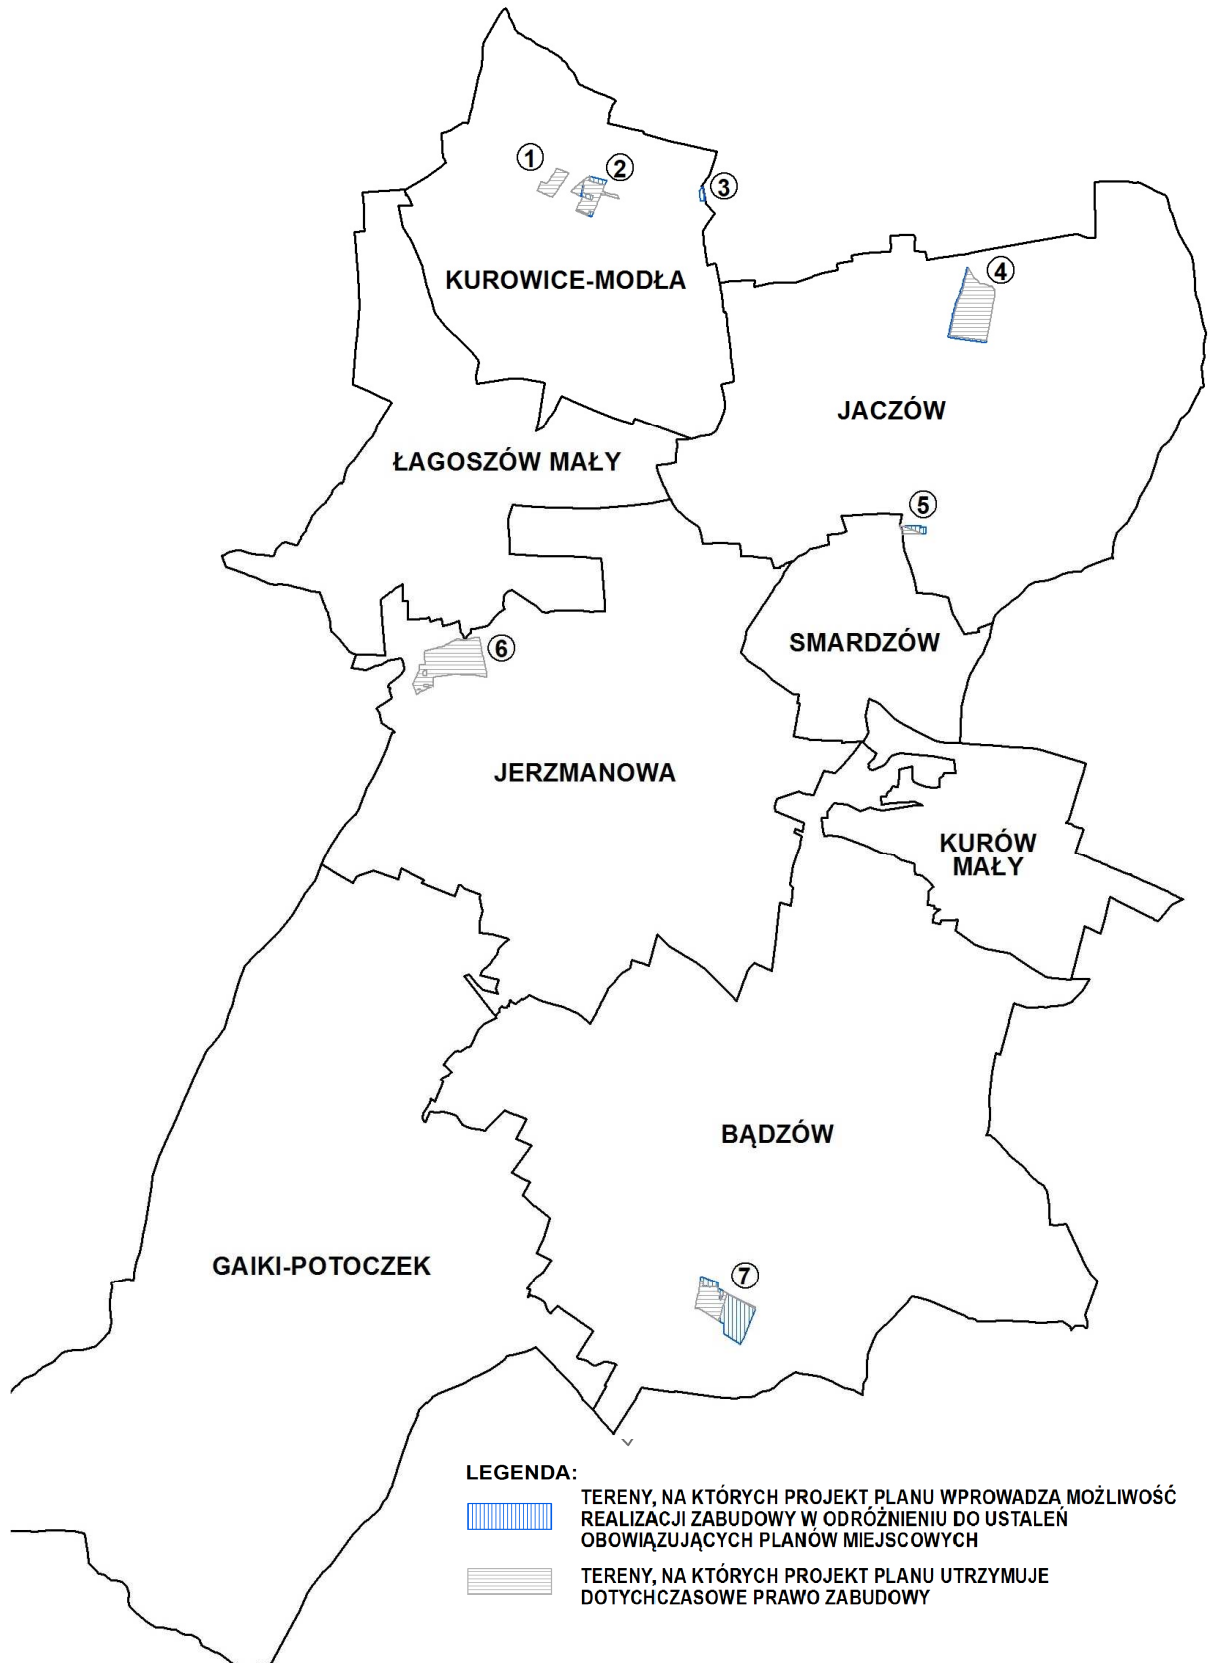 1
2
3
KUROWICE-MODŁA
4
JACZÓW
ŁAGOSZÓW MAŁY
5
SMARDZÓW
6
JERZMANOWA
KURÓW
MAŁY
BĄDZÓW
GAIKI-POTOCZEK
7
LEGENDA:
TERENY, NA KTÓRYCH PROJEKT PLANU WPROWADZA MOŻLIWOŚĆ
REALIZACJI ZABUDOWY W ODRÓŻNIENIU DO USTALEŃ
OBOWIĄZUJĄCYCH PLANÓW MIEJSCOWYCH
TERENY, NA KTÓRYCH PROJEKT PLANU UTRZYMUJE
DOTYCHCZASOWE PRAWO ZABUDOWY